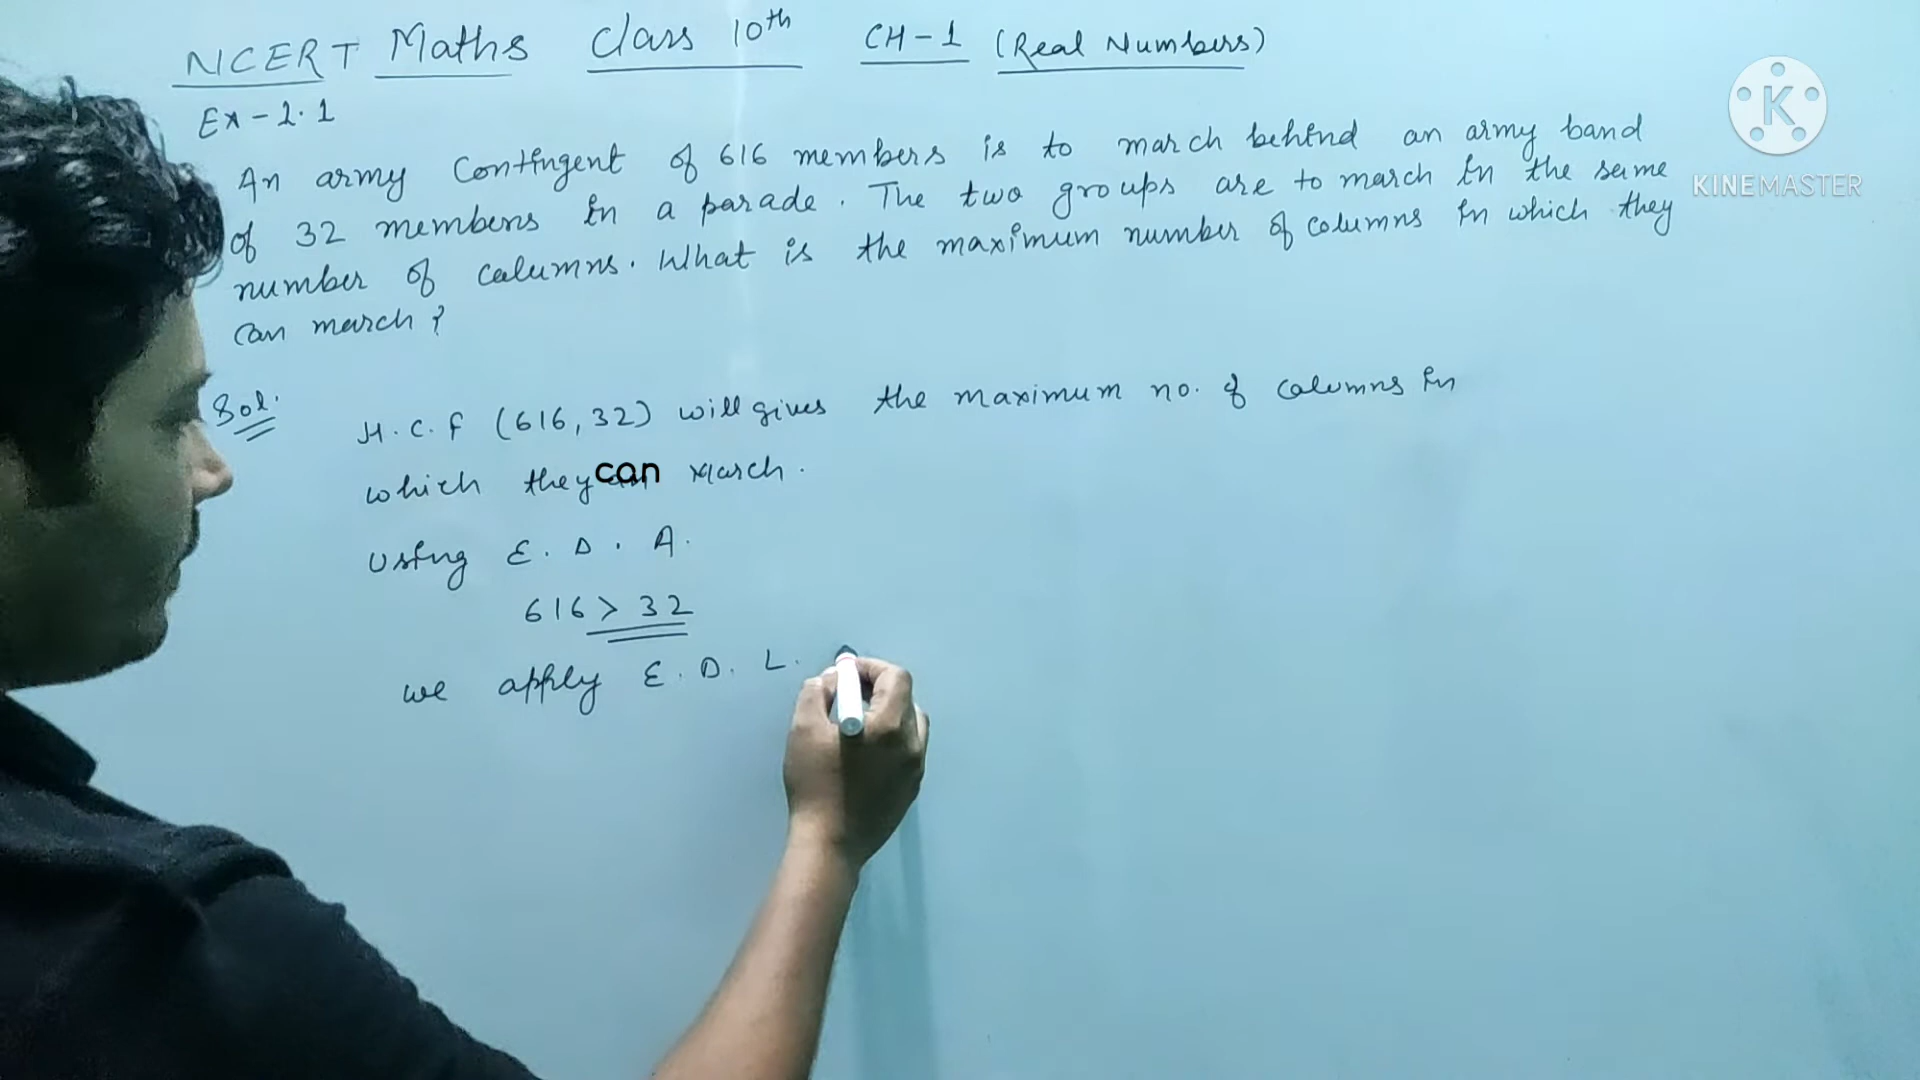 NCERT Maths Class 10th CH-1 (Real Numbers)
Ex-1.1
An army Contingent of 616 members is to march behind an army band
of 32 members in a parade. The two groups are to march in the same
number of calumns. What is the maximum number of columns in which they
can march?
Sol.
H.C.F (616, 32) will gives the maximum no. of columns in
which they can March.
Using E.D.A.
616 > 32
we apply E.D.L.
K
KINEMASTER